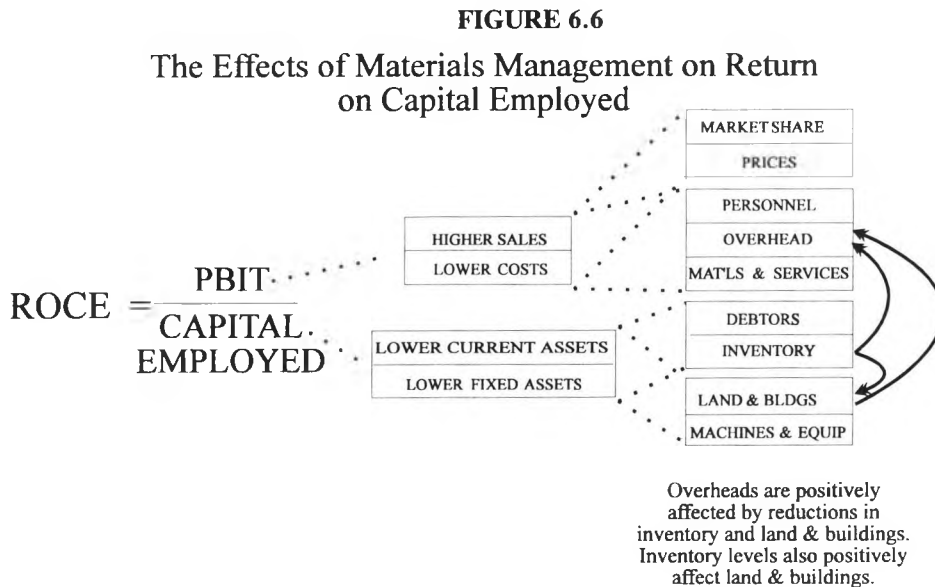 FIGURE 6.6
The Effects of Materials Management on Return
on Capital Employed
MARKET SHARE
PRICES
PERSONNEL
HIGHER SALES
OVERHEAD
LOWER COSTS
MAT'LS & SERVICES
ROCE =
PBIT
CAPITAL
EMPLOYED
DEBTORS
LOWER CURRENT ASSETS
INVENTORY
LOWER FIXED ASSETS
LAND & BLDGS
MACHINES & EQUIP
Overheads are positively
affected by reductions in
inventory and land & buildings.
Inventory levels also positively
affect land & buildings.